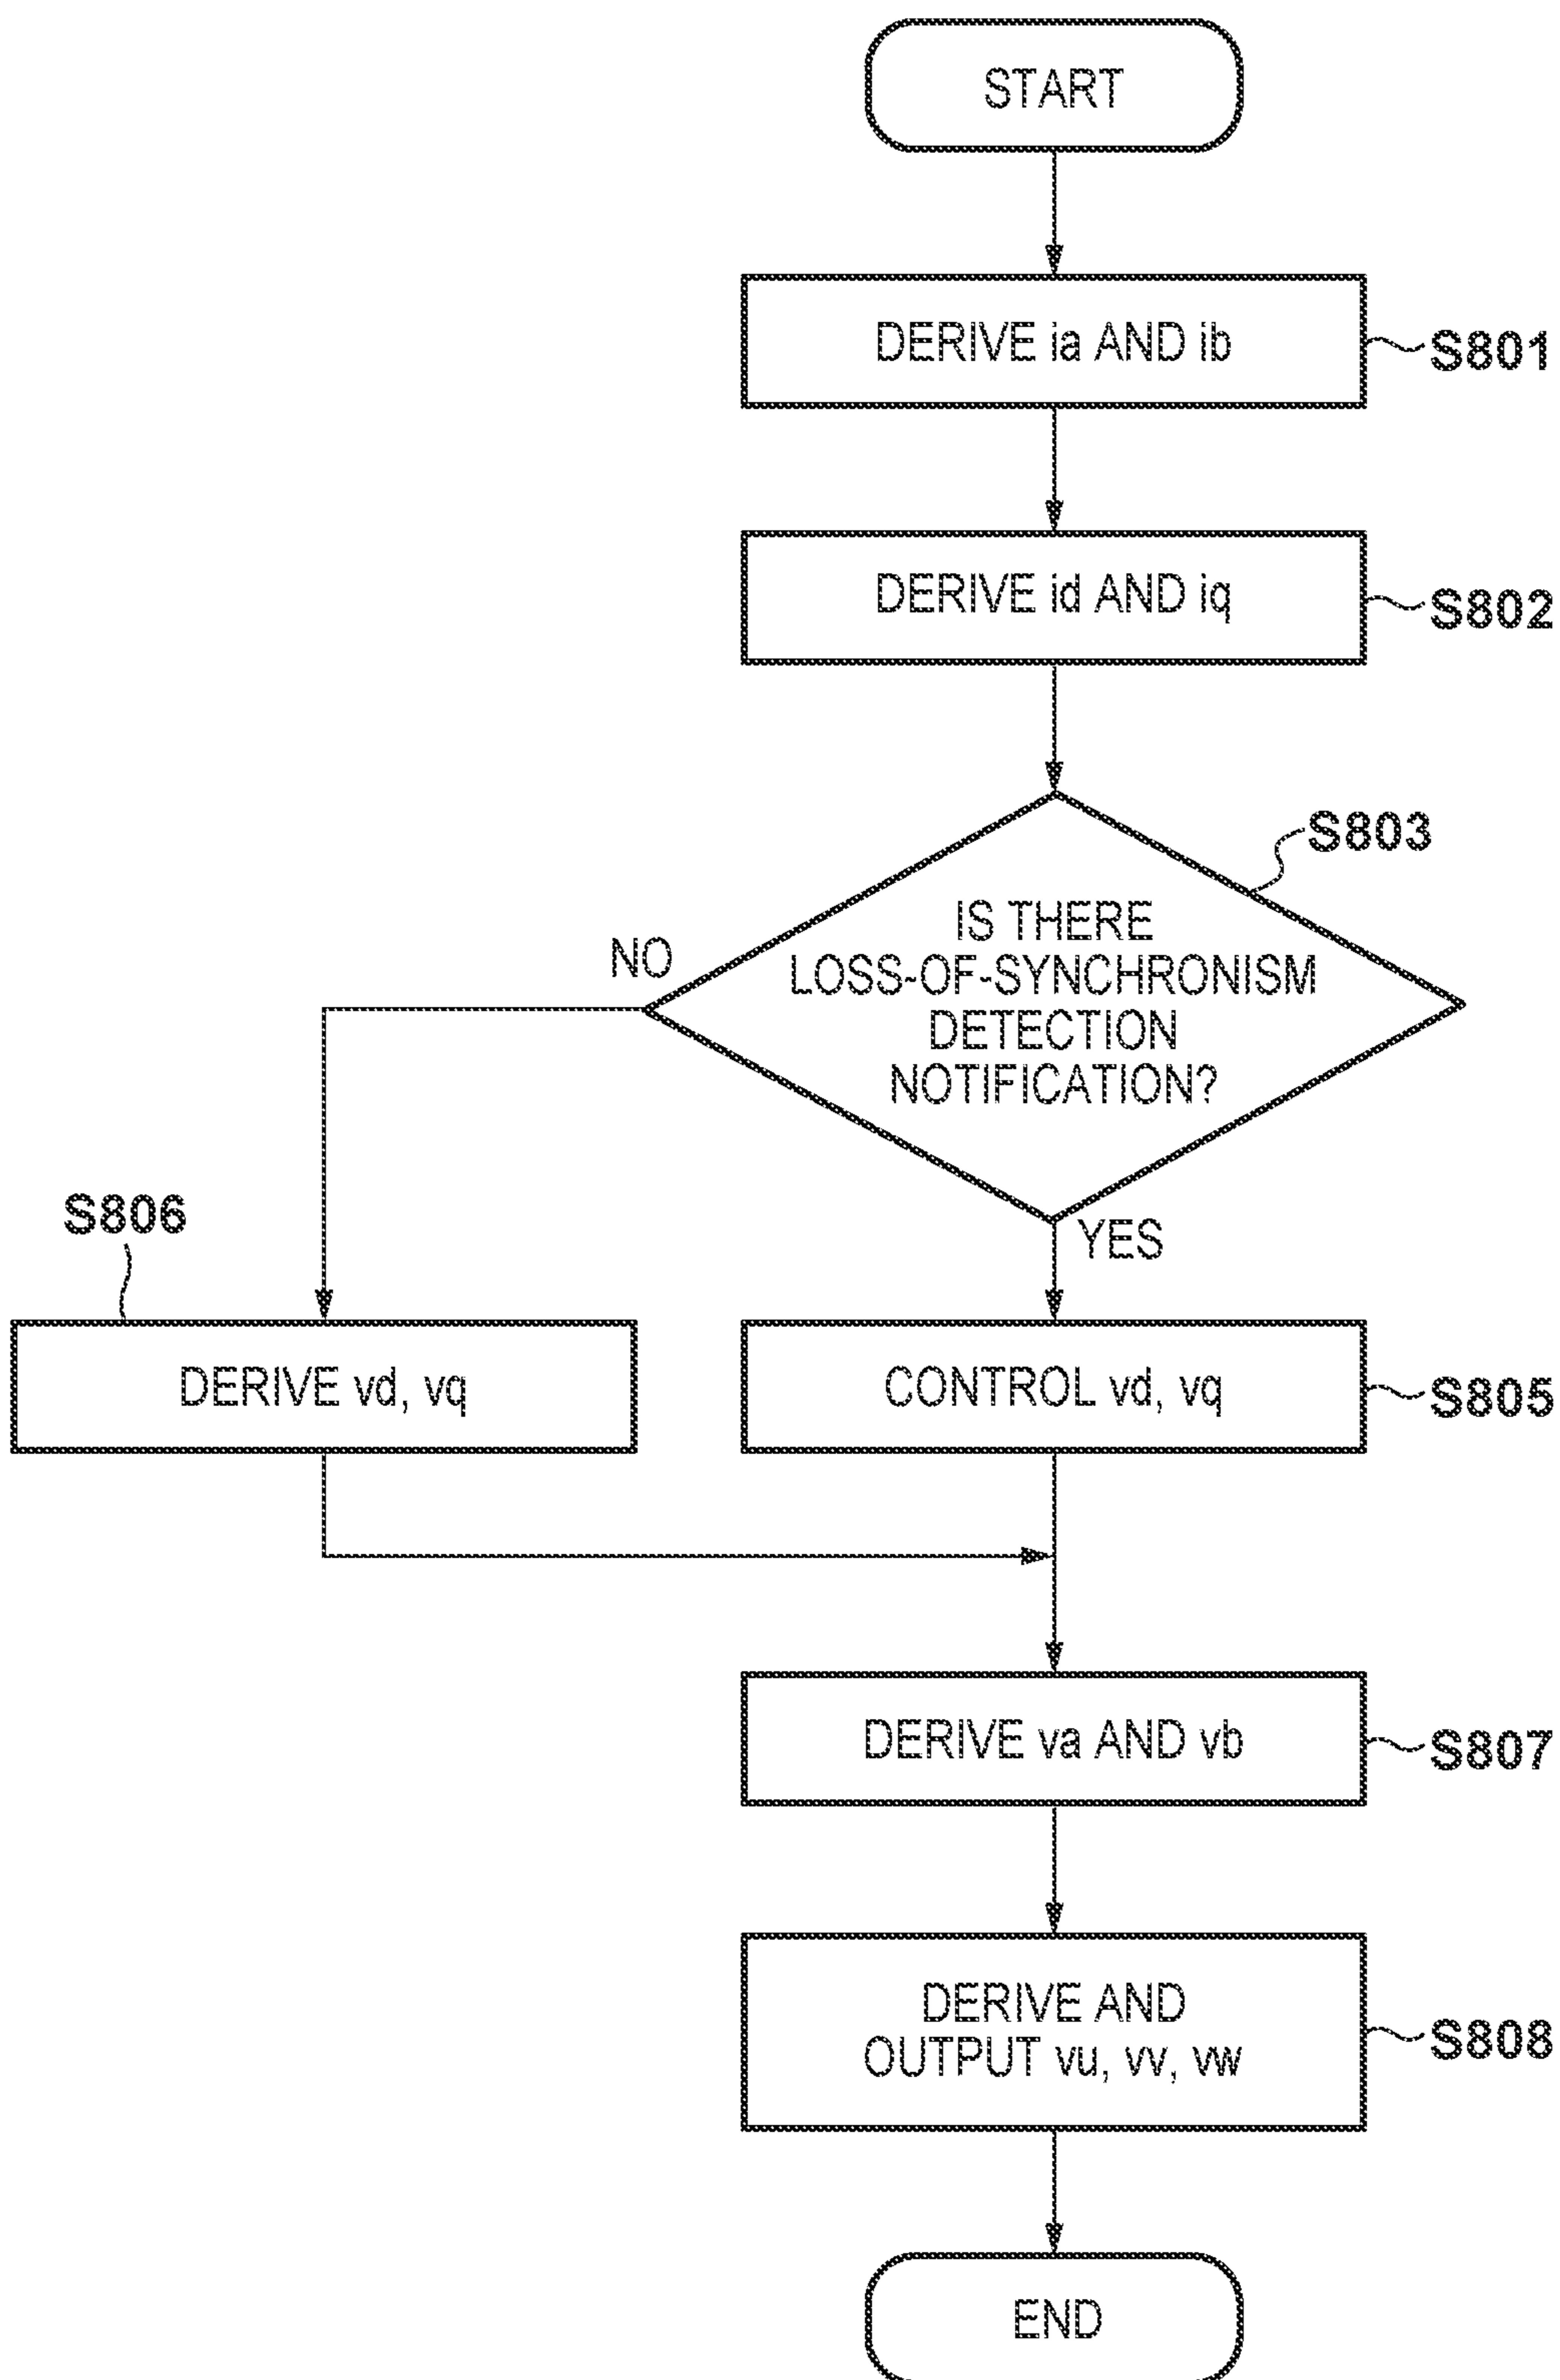 START
DERIVE ia AND ib
S801
DERIVE id AND iq
S802
S803
IS THERE
LOSS-OF-SYNCHRONISM
DETECTION
NOTIFICATION?
NO
YES
S806
DERIVE vd, vq
CONTROL vd, vq
S805
DERIVE va AND vb
S807
DERIVE AND
OUTPUT vu, vv, vw
S808
END